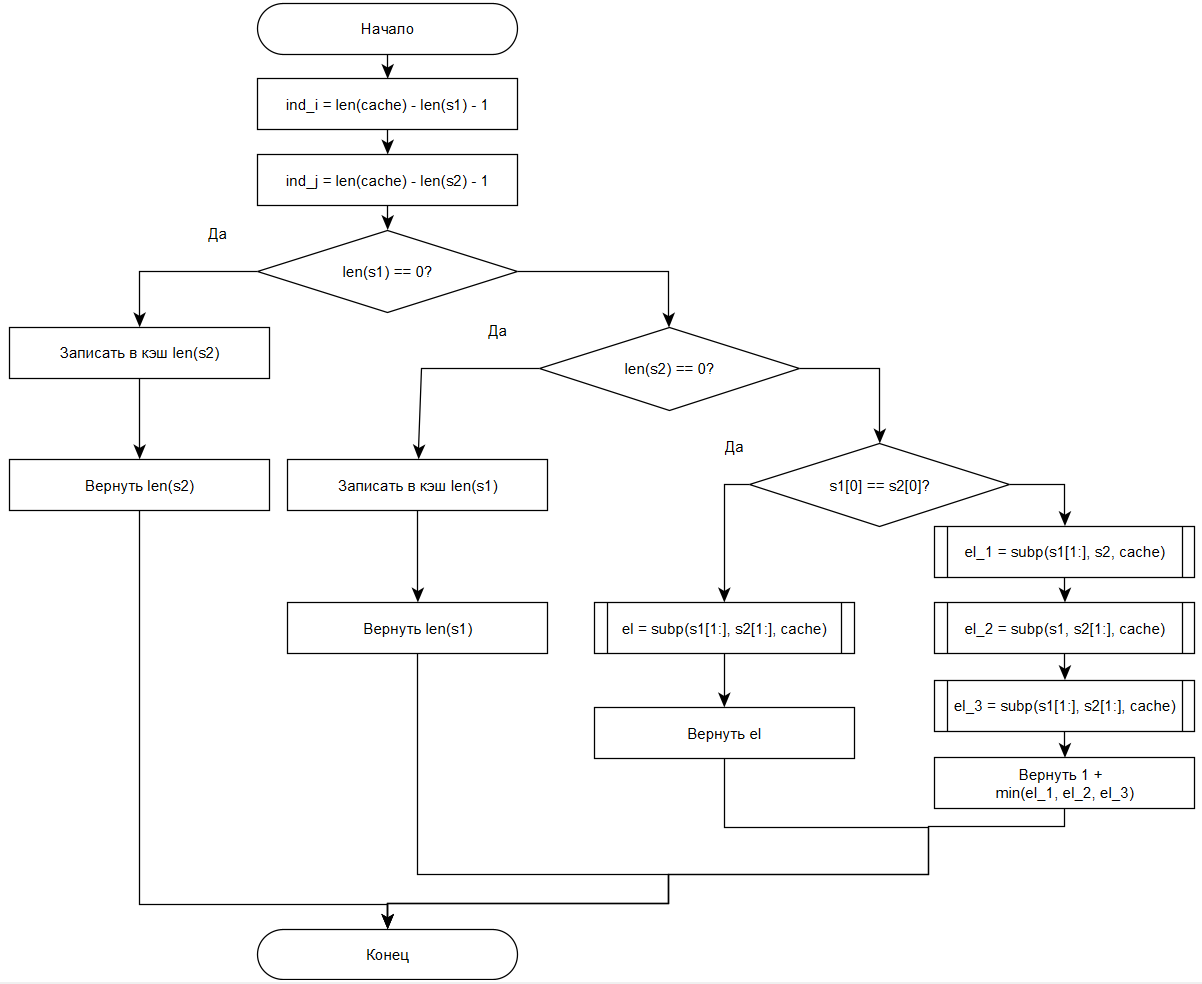 Начало
ind_i = len(cache) - len(s1) - 1
ind_j = len(cache) - len(s2) - 1
Да
len(s1) == 0?
Да
Записать в кэш len(s2)
len(s2) == 0?
Да
Вернуть len(s2)
Записать в кэш len(s1)
s1[0] == s2[0]?
el_1 = subp(s1[1:], s2, cache)
Вернуть len(s1)
el = subp(s1[1:], s2[1:], cache)
el_2 = subp(s1, s2[1:], cache)
el_3 = subp(s1[1:], s2[1:], cache)
Вернуть el
Вернуть 1 +
min(el_1, el_2, el_3)
Конец